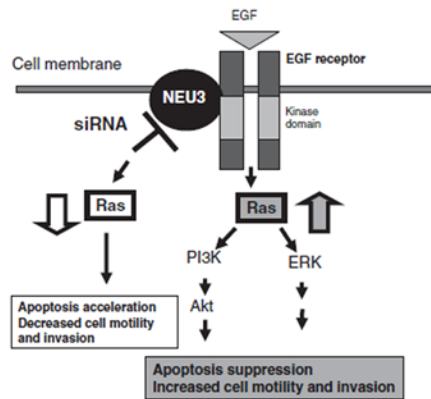 EGF
Cell membrane
EGF receptor
NEU3
Kinase
domain
siRNA
Ras
Ras
PI3K
ERK
Akt
Apoptosis acceleration
Decreased cell motility
and invasion
Apoptosis suppression
Increased cell motility and invasion